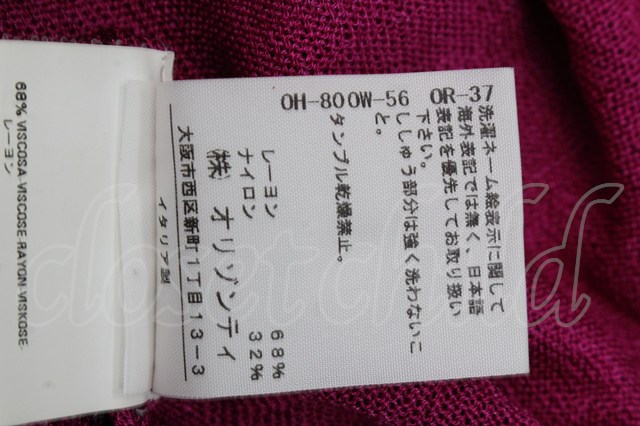 OH-800W-56 OR-37
洗濯ネーム絵表示に関して
海外表記では無く、日本語
表記を優先してお取り扱い
下さい。
ししゅう部分は強く洗わないこ
と。
タンブル乾燥禁止。
レーヨン 68%
ナイロン 32%
㈱ オリゾンティ
大阪市西区新町1丁目13-3
イタリア製
68% VISCOSA-VISCOSE-RAYON-VISKOSE-
レーヨン
closet child